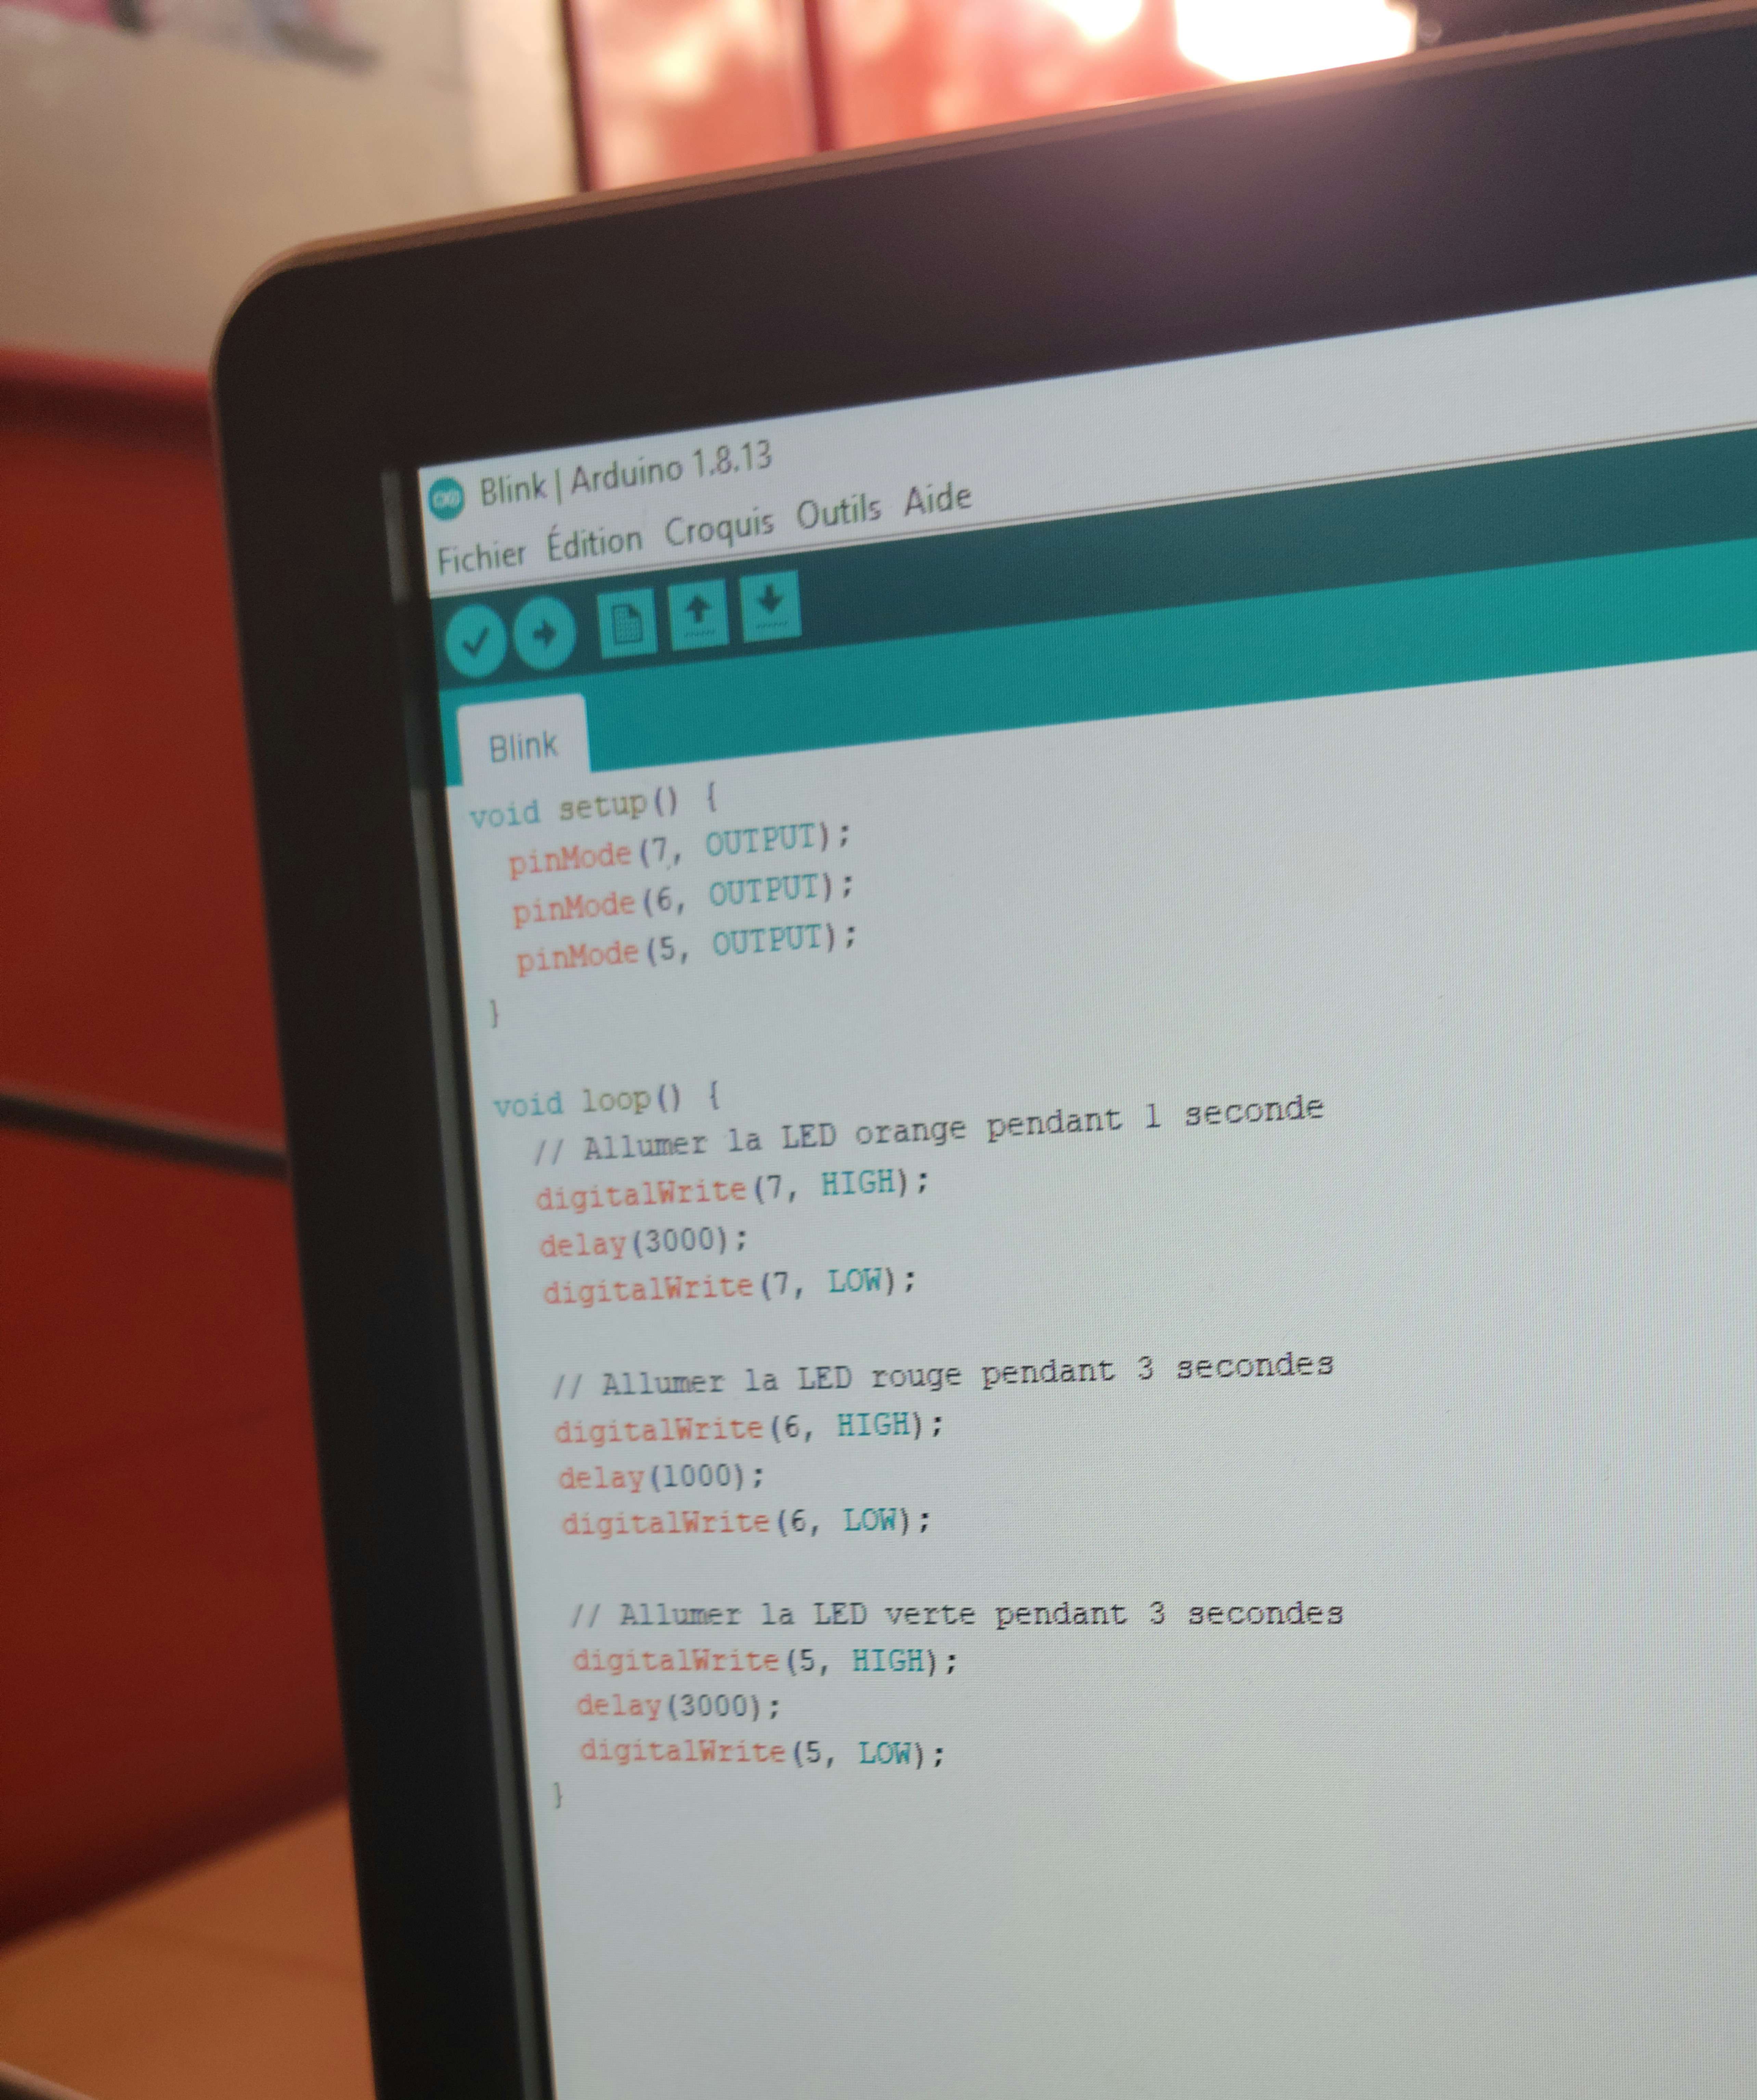 Blink | Arduino 1.8.13
Fichier Édition Croquis Outils Aide
Blink
void setup() {
  pinMode(7, OUTPUT);
  pinMode(6, OUTPUT);
  pinMode(5, OUTPUT);
}
void loop() {
  // Allumer la LED orange pendant 1 seconde
  digitalWrite(7, HIGH);
  delay(3000);
  digitalWrite(7, LOW);
  // Allumer la LED rouge pendant 3 secondes
  digitalWrite(6, HIGH);
  delay(1000);
  digitalWrite(6, LOW);
  // Allumer la LED verte pendant 3 secondes
  digitalWrite(5, HIGH);
  delay(3000);
  digitalWrite(5, LOW);
}